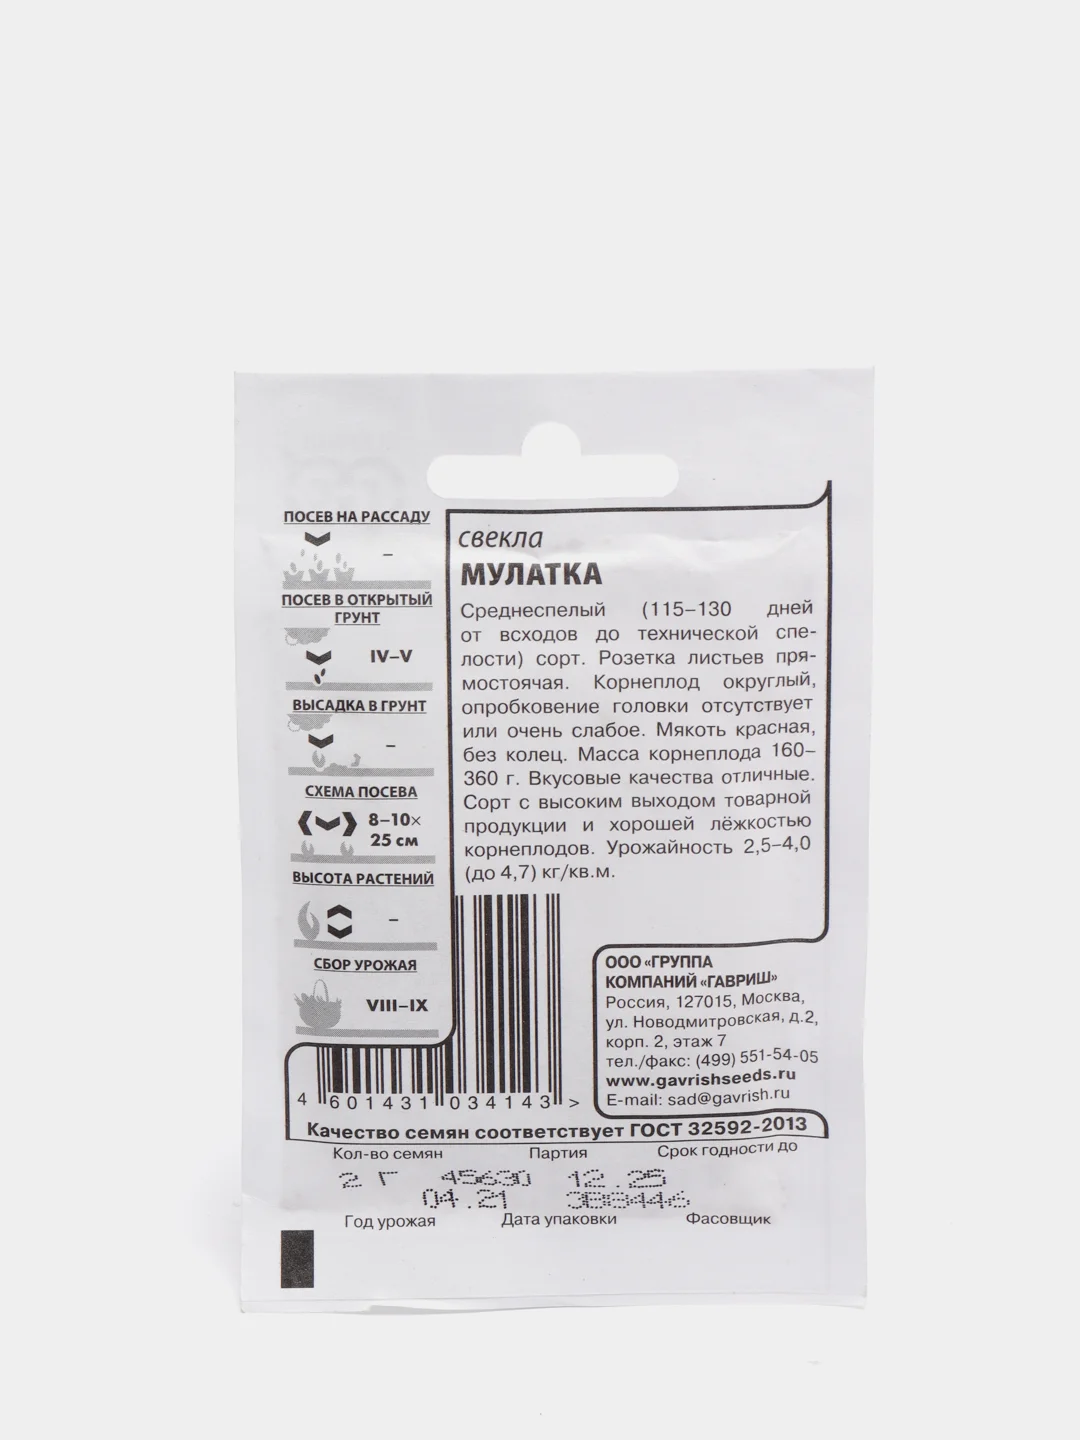 ПОСЕВ НА РАССАДУ
–
ПОСЕВ В ОТКРЫТЫЙ
ГРУНТ
IV–V
ВЫСАДКА В ГРУНТ
–
СХЕМА ПОСЕВА
8–10×
25 см
ВЫСОТА РАСТЕНИЙ
–
СБОР УРОЖАЯ
VIII–IX
свекла
МУЛАТКА
Среднеспелый (115–130 дней
от всходов до технической спе-
лости) сорт. Розетка листьев пря-
мостоячая. Корнеплод округлый,
опробковение головки отсутствует
или очень слабое. Мякоть красная,
без колец. Масса корнеплода 160–
360 г. Вкусовые качества отличные.
Сорт с высоким выходом товарной
продукции и хорошей лёжкостью
корнеплодов. Урожайность 2,5–4,0
(до 4,7) кг/кв.м.
ООО «ГРУППА
КОМПАНИЙ «ГАВРИШ»
Россия, 127015, Москва,
ул. Новодмитровская, д.2,
корп. 2, этаж 7
тел./факс: (499) 551-54-05
www.gavrishseeds.ru
E-mail: sad@gavrish.ru
4 601431 034143 >
Качество семян соответствует ГОСТ 32592-2013
Кол-во семян Партия Срок годности до
2 Г 45630 12.25
04.21 388446
Год урожая Дата упаковки Фасовщик